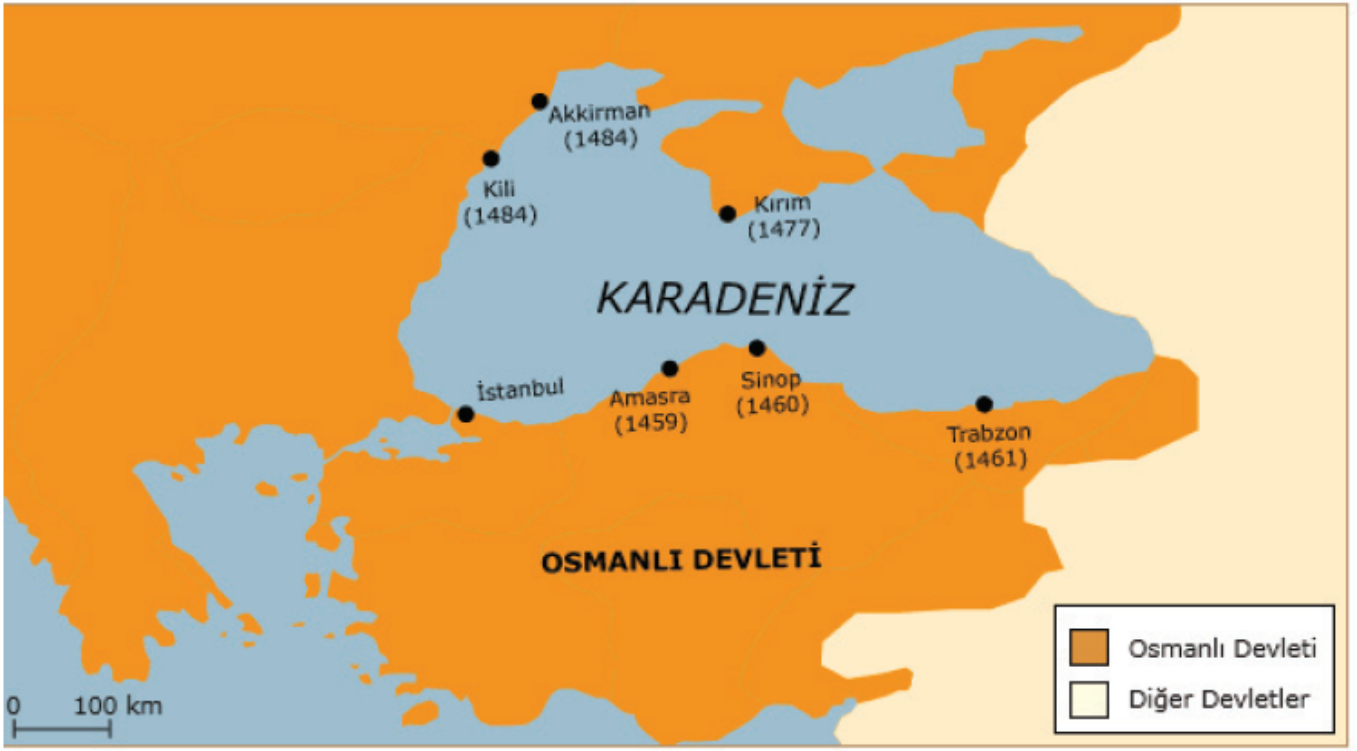 Akkirman
(1484)
Kili
(1484)
Kırım
(1477)
KARADENİZ
İstanbul
Amasra
(1459)
Sinop
(1460)
Trabzon
(1461)
OSMANLI DEVLETİ
Osmanlı Devleti
Diğer Devletler
0 100 km